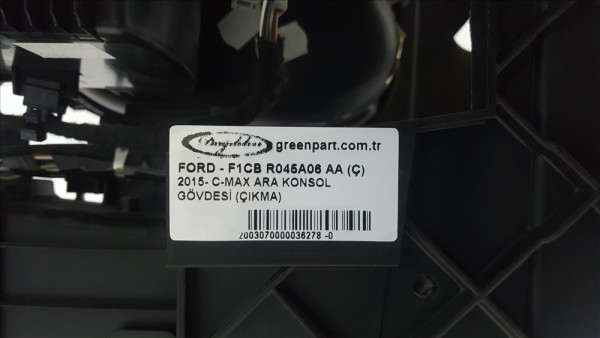 greenpart.com.tr
FORD - F1CB R045A06 AA (Ç)
2015- C-MAX ARA KONSOL
GÖVDESİ (ÇIKMA)
2003070000036278 -0